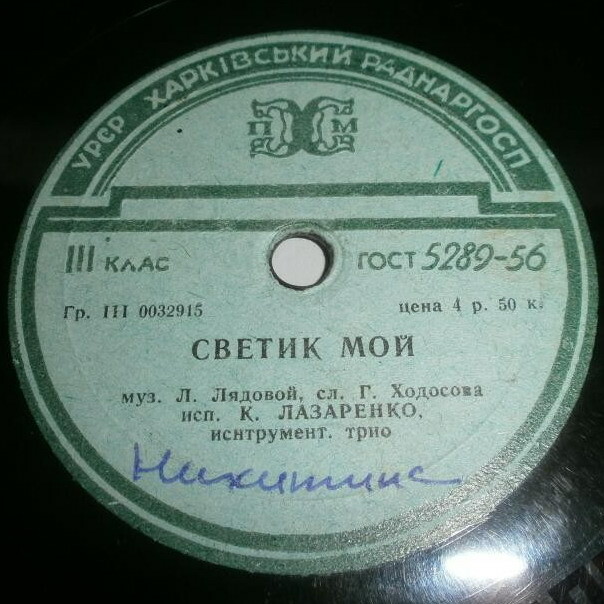 УРСР ХАРКІВСЬКИЙ РАДНАРГОСП
П М
III КЛАС ГОСТ 5289-56
Гр. III 0032915 цена 4 р. 50 к.
СВЕТИК МОЙ
муз. Л. Лядовой, сл. Г. Ходосова
исп. К. ЛАЗАРЕНКО,
иснтрумент. трио